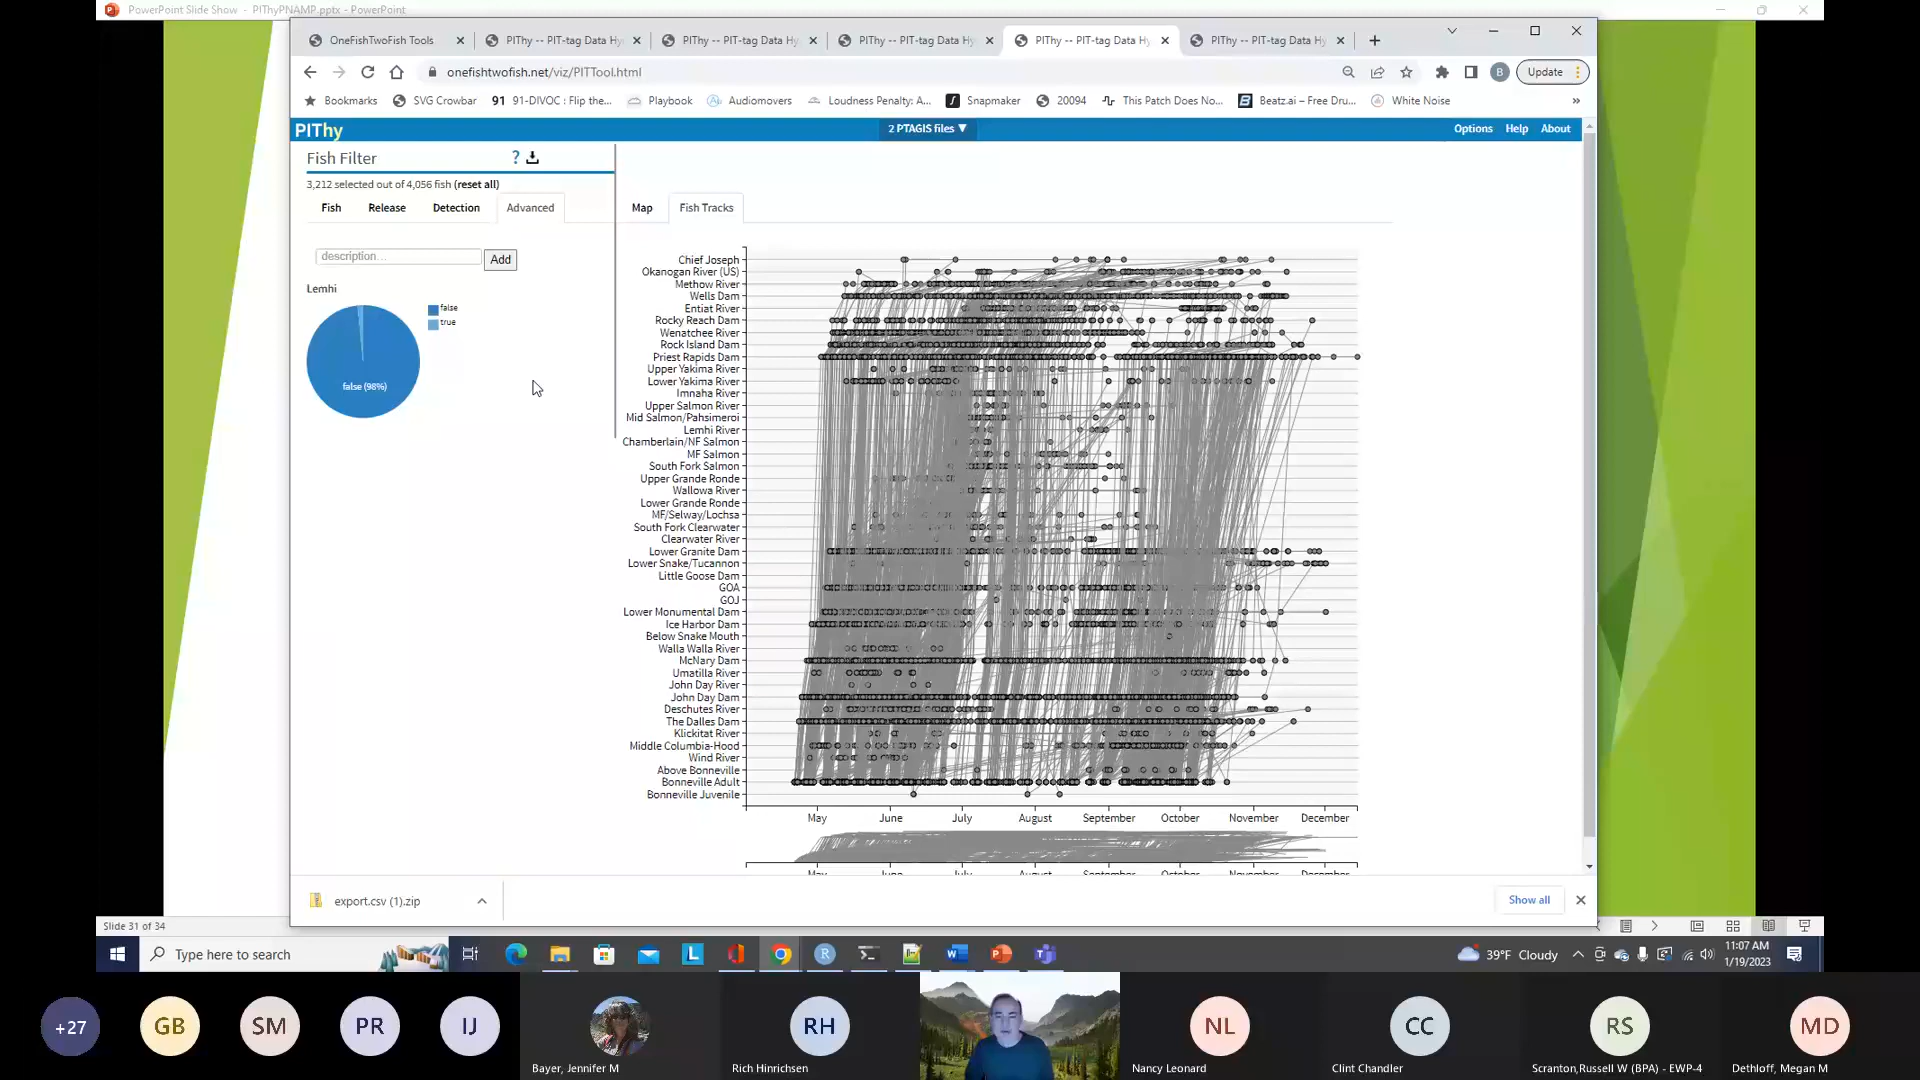 PowerPoint Slide Show - PIThyPNAMP.pptx - PowerPoint
OneFishTwoFish Tools
PIThy -- PIT-tag Data Hy
PIThy -- PIT-tag Data Hy
PIThy -- PIT-tag Data Hy
PIThy -- PIT-tag Data Hy
PIThy -- PIT-tag Data Hy
onefishtwofish.net/viz/PITTool.html
B
Update
Bookmarks
SVG Crowbar
91 91-DIVOC : Flip the...
Playbook
Audiomovers
Loudness Penalty: A...
Snapmaker
20094
This Patch Does No...
Beatz.ai – Free Dru...
White Noise
»
PIThy
2 PTAGIS files ▼
Options
Help
About
Fish Filter
?
3,212 selected out of 4,056 fish (reset all)
Fish
Release
Detection
Advanced
Map
Fish Tracks
description...
Add
Lemhi
false
true
false (98%)
Chief Joseph
Okanogan River (US)
Methow River
Wells Dam
Entiat River
Rocky Reach Dam
Wenatchee River
Rock Island Dam
Priest Rapids Dam
Upper Yakima River
Lower Yakima River
Imnaha River
Upper Salmon River
Mid Salmon/Pahsimeroi
Lemhi River
Chamberlain/NF Salmon
MF Salmon
South Fork Salmon
Upper Grande Ronde
Wallowa River
Lower Grande Ronde
MF/Selway/Lochsa
South Fork Clearwater
Clearwater River
Lower Granite Dam
Lower Snake/Tucannon
Little Goose Dam
GOA
GOJ
Lower Monumental Dam
Ice Harbor Dam
Below Snake Mouth
Walla Walla River
McNary Dam
Umatilla River
John Day River
John Day Dam
Deschutes River
The Dalles Dam
Klickitat River
Middle Columbia-Hood
Wind River
Above Bonneville
Bonneville Adult
Bonneville Juvenile
May June July August September October November December
May June July August September October November December
export.csv (1).zip
Show all
Slide 31 of 34
Type here to search
39°F Cloudy
11:07 AM
1/19/2023
+27
GB
SM
PR
IJ
Bayer, Jennifer M
RH
Rich Hinrichsen
NL
Nancy Leonard
CC
Clint Chandler
RS
Scranton,Russell W (BPA) - EWP-4
MD
Dethloff, Megan M